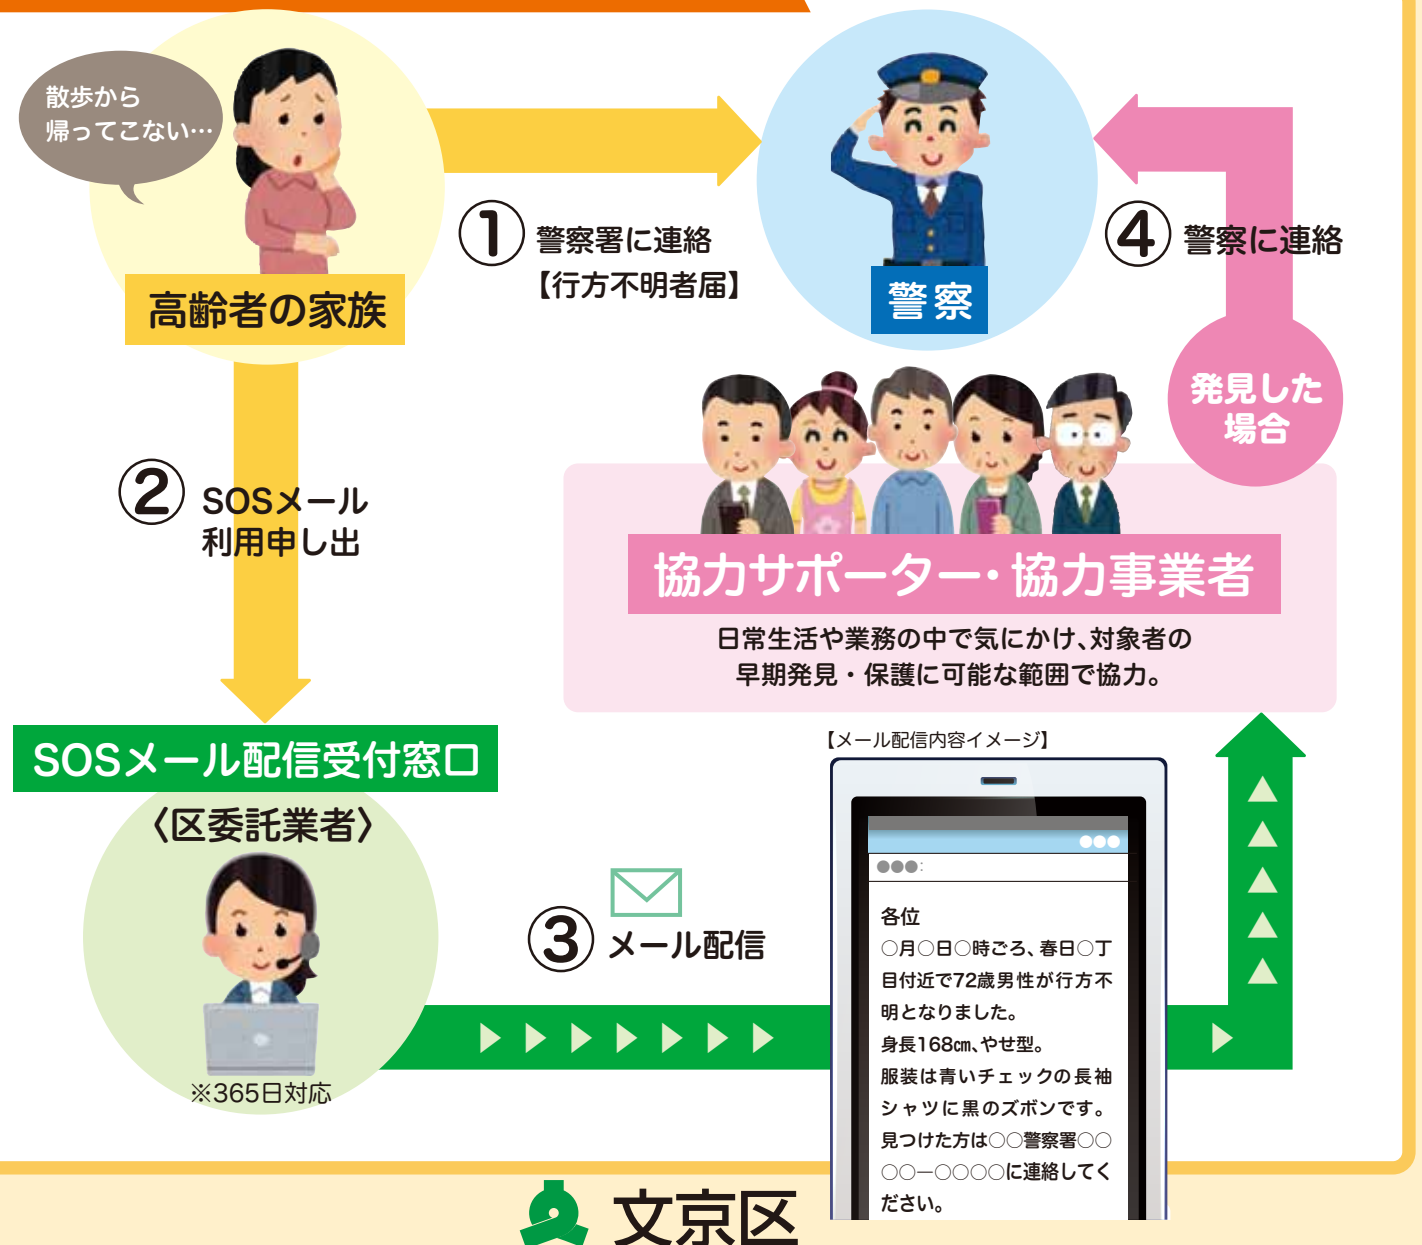 散歩から
帰ってこない…
高齢者の家族
① 警察署に連絡
【行方不明者届】
警察
④ 警察に連絡
発見した
場合
② SOSメール
利用申し出
協力サポーター・協力事業者
日常生活や業務の中で気にかけ、対象者の
早期発見・保護に可能な範囲で協力。
SOSメール配信受付窓口
〈区委託業者〉
※365日対応
③ メール配信
【メール配信内容イメージ】
●●●
●●●:
各位
○月○日○時ごろ、春日○丁
目付近で72歳男性が行方不
明となりました。
身長168㎝、やせ型。
服装は青いチェックの長袖
シャツに黒のズボンです。
見つけた方は○○警察署○○
○○―○○○○に連絡してく
ださい。
文京区